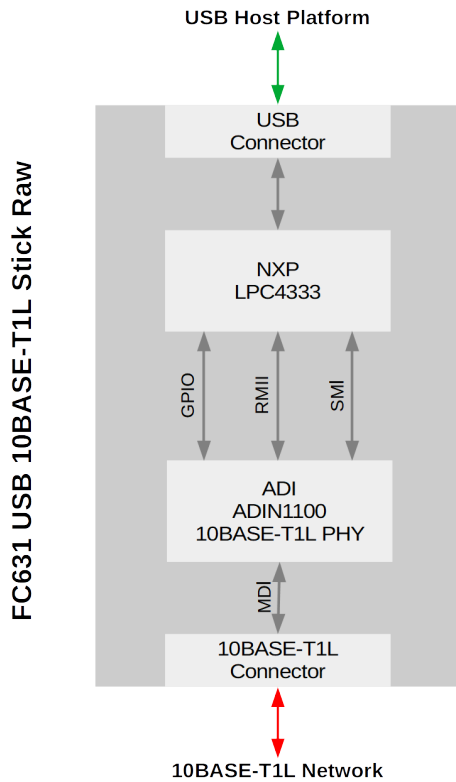 USB Host Platform
FC631 USB 10BASE-T1L Stick Raw
USB
Connector
NXP
LPC4333
GPIO
RMII
SMI
ADI
ADIN1100
10BASE-T1L PHY
MDI
10BASE-T1L
Connector
10BASE-T1L Network